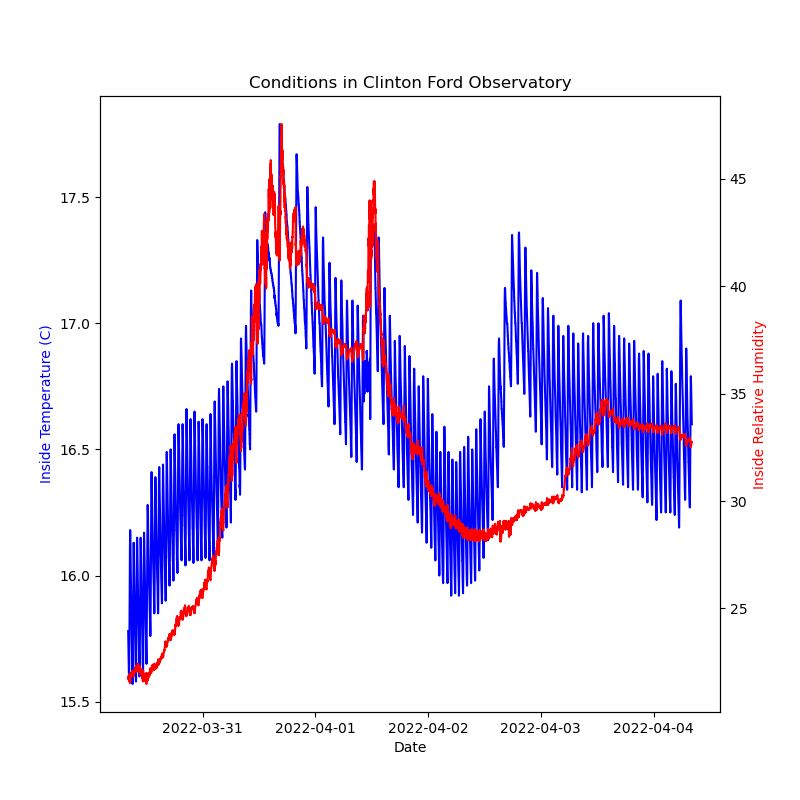 Conditions in Clinton Ford Observatory
Inside Temperature (C)
17.5
17.0
16.5
16.0
15.5
45
40
35
30
25
Inside Relative Humidity
2022-03-31 2022-04-01 2022-04-02 2022-04-03 2022-04-04
Date